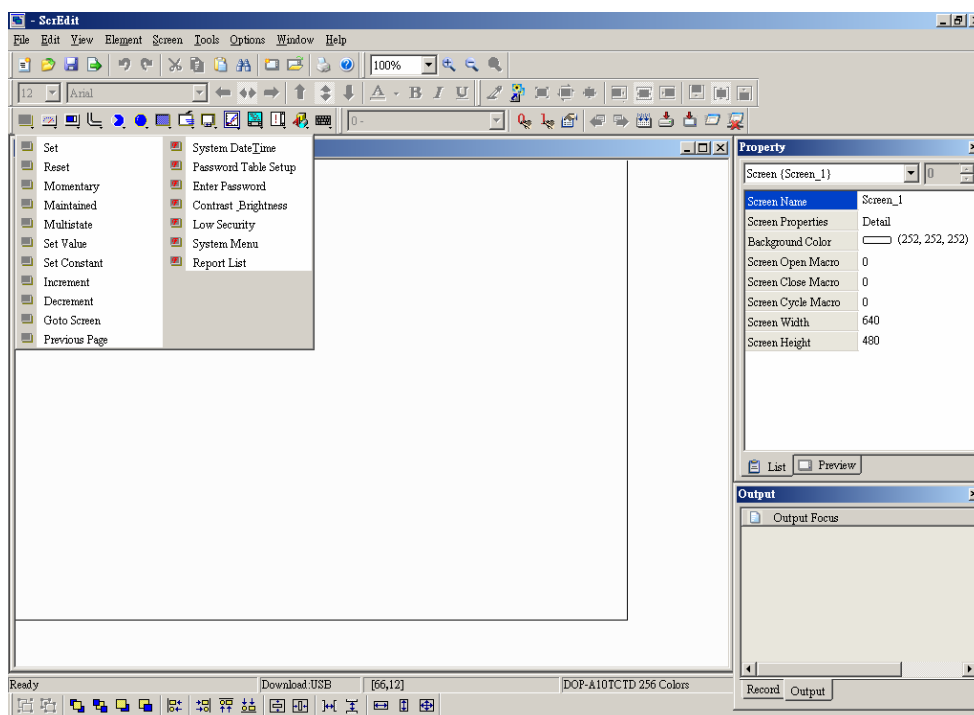 - ScrEdit
File Edit View Element Screen Tools Options Window Help
100%
12 Arial
A B I U
0 -
Set
Reset
Momentary
Maintained
Multistate
Set Value
Set Constant
Increment
Decrement
Goto Screen
Previous Page
System DateTime
Password Table Setup
Enter Password
Contrast_Brightness
Low Security
System Menu
Report List
Property
Screen {Screen_1} 0
Screen Name Screen_1
Screen Properties Detail
Background Color (252, 252, 252)
Screen Open Macro 0
Screen Close Macro 0
Screen Cycle Macro 0
Screen Width 640
Screen Height 480
List Preview
Output
Output Focus
Record Output
Ready Download:USB [66,12] DOP-A10TCTD 256 Colors